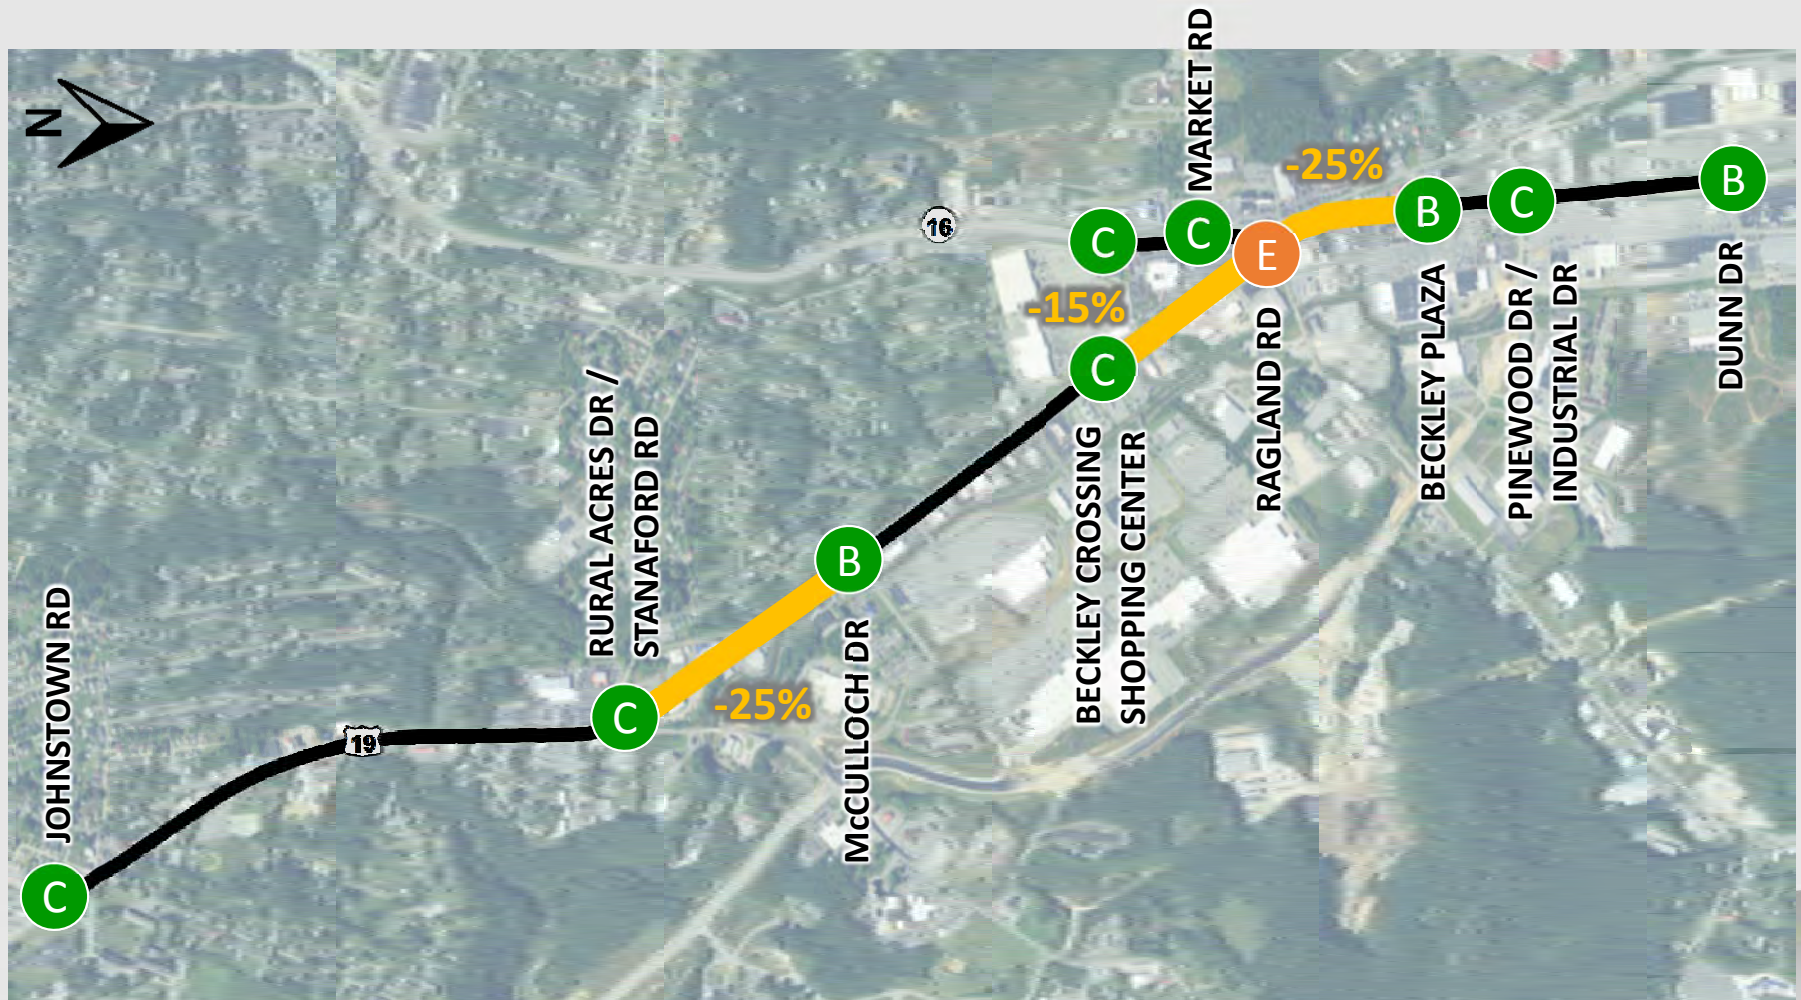 N
MARKET RD
-25%
16
C
C
E
B
C
B
-15%
C
RAGLAND RD
BECKLEY PLAZA
PINEWOOD DR /
INDUSTRIAL DR
DUNN DR
RURAL ACRES DR /
STANAFORD RD
BECKLEY CROSSING
SHOPPING CENTER
B
McCULLOCH DR
-25%
C
19
JOHNSTOWN RD
C